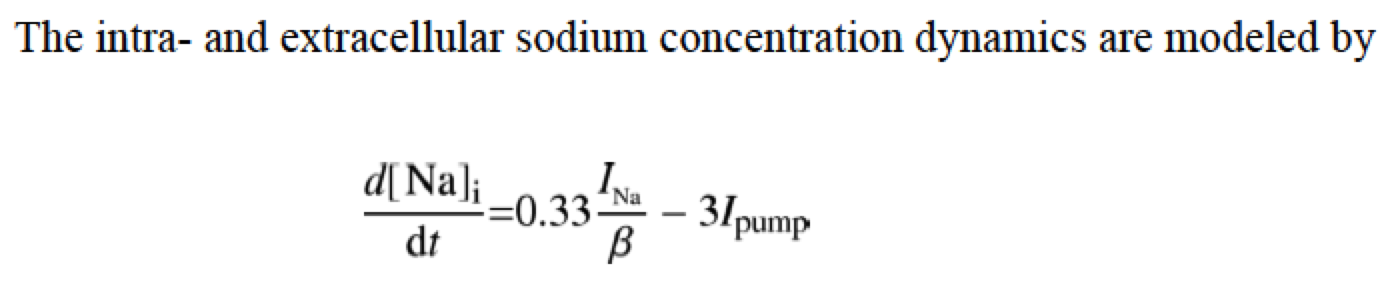 The intra- and extracellular sodium concentration dynamics are modeled by
d[Na]i/dt=0.33 INa/β − 3Ipump